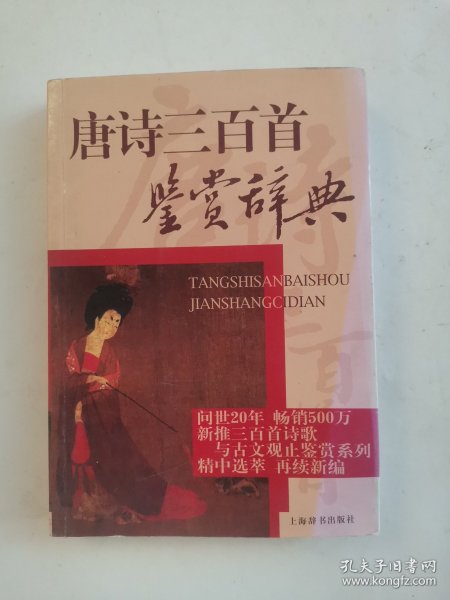 唐诗三百首
鉴赏辞典
TANGSHISANBAISHOU
JIANSHANGCIDIAN
问世20年 畅销500万
新推三百首诗歌
与古文观止鉴赏系列
精中选萃 再续新编
上海辞书出版社
孔夫子旧书网
www.kongfz.com